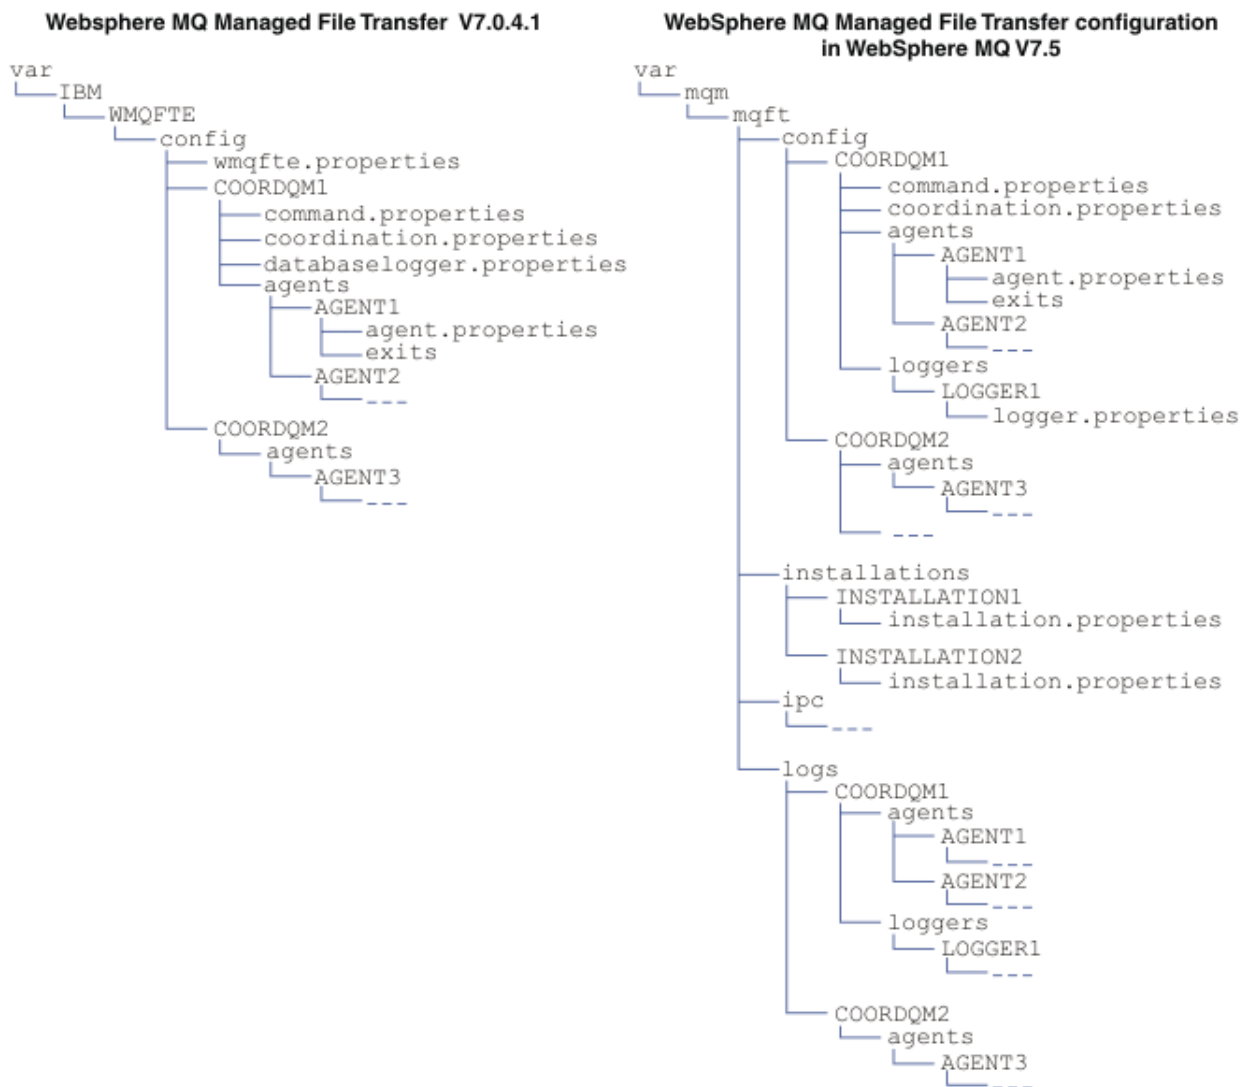 Websphere MQ Managed File Transfer V7.0.4.1
var
IBM
WMQFTE
config
wmqfte.properties
COORDQM1
command.properties
coordination.properties
databaselogger.properties
agents
AGENT1
agent.properties
exits
AGENT2
COORDQM2
agents
AGENT3
WebSphere MQ Managed File Transfer configuration
in WebSphere MQ V7.5
var
mqm
mqft
config
COORDQM1
command.properties
coordination.properties
agents
AGENT1
agent.properties
exits
AGENT2
loggers
LOGGER1
logger.properties
COORDQM2
agents
AGENT3
installations
INSTALLATION1
installation.properties
INSTALLATION2
installation.properties
ipc
logs
COORDQM1
agents
AGENT1
AGENT2
loggers
LOGGER1
COORDQM2
agents
AGENT3